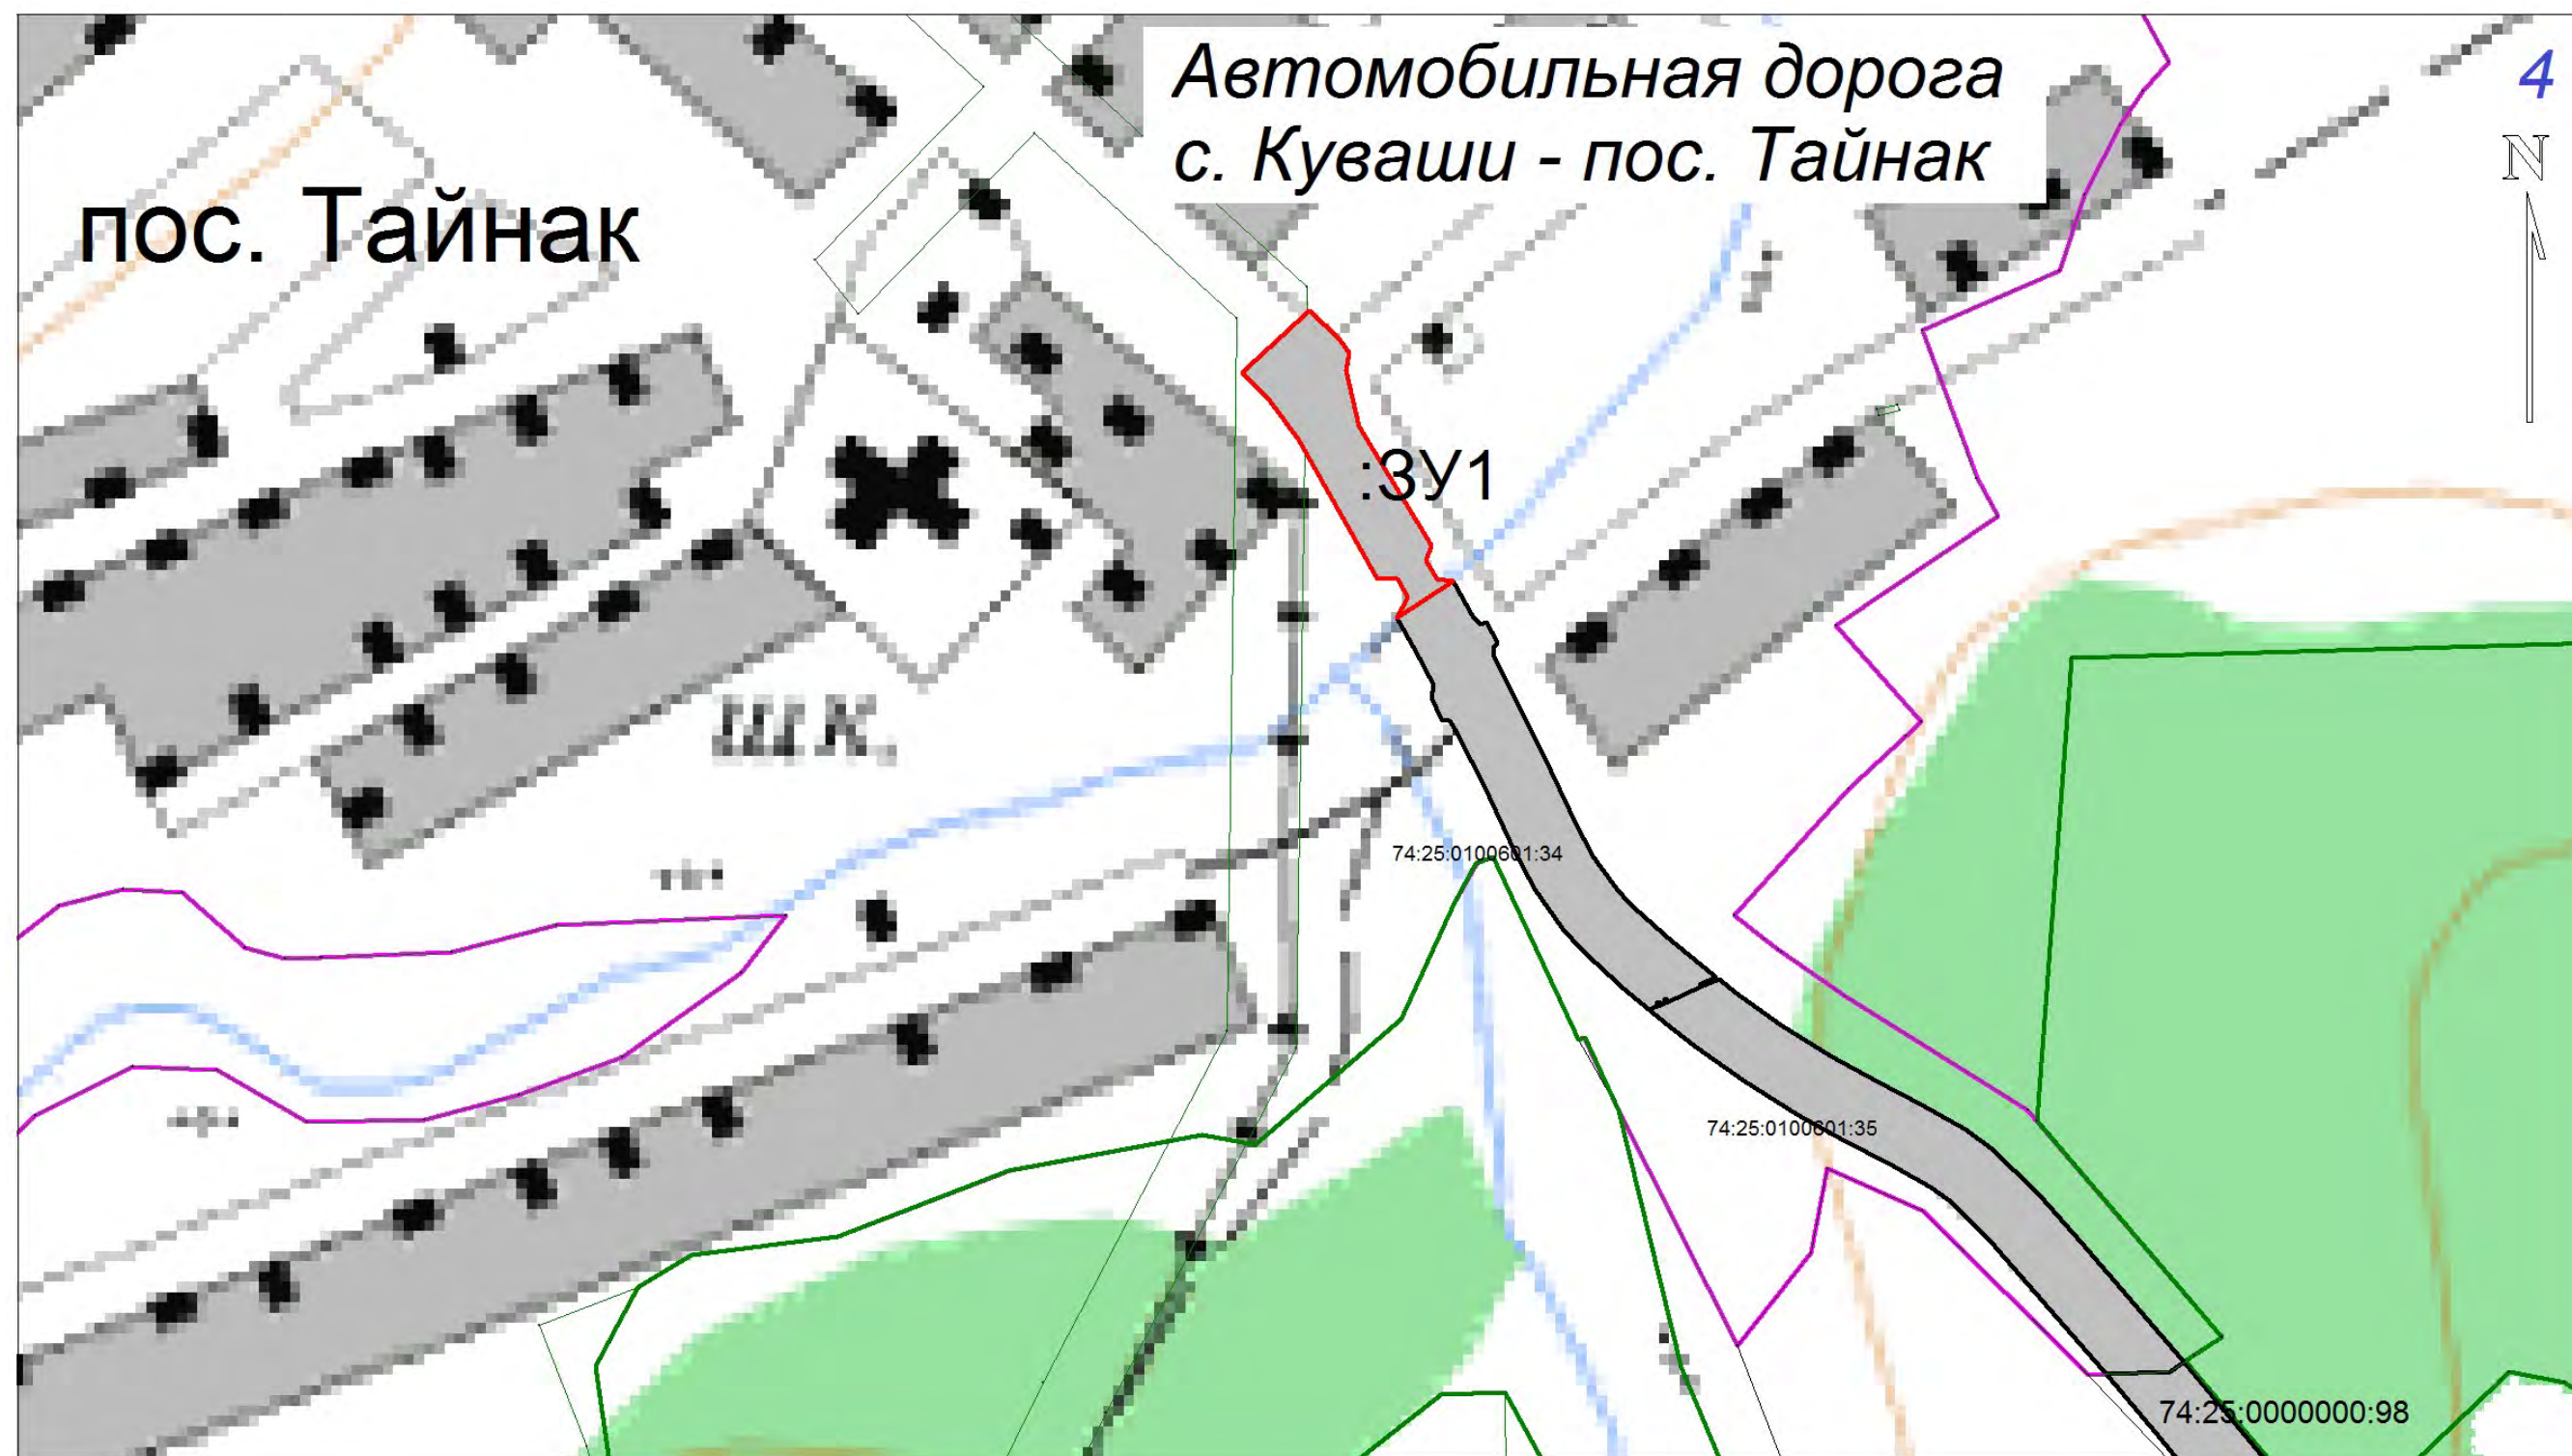 Автомобильная дорога
с. Куваши - пос. Тайнак
4
N
пос. Тайнак
:ЗУ1
шк.
74:25:0100601:34
74:25:0100601:35
74:25:0000000:98